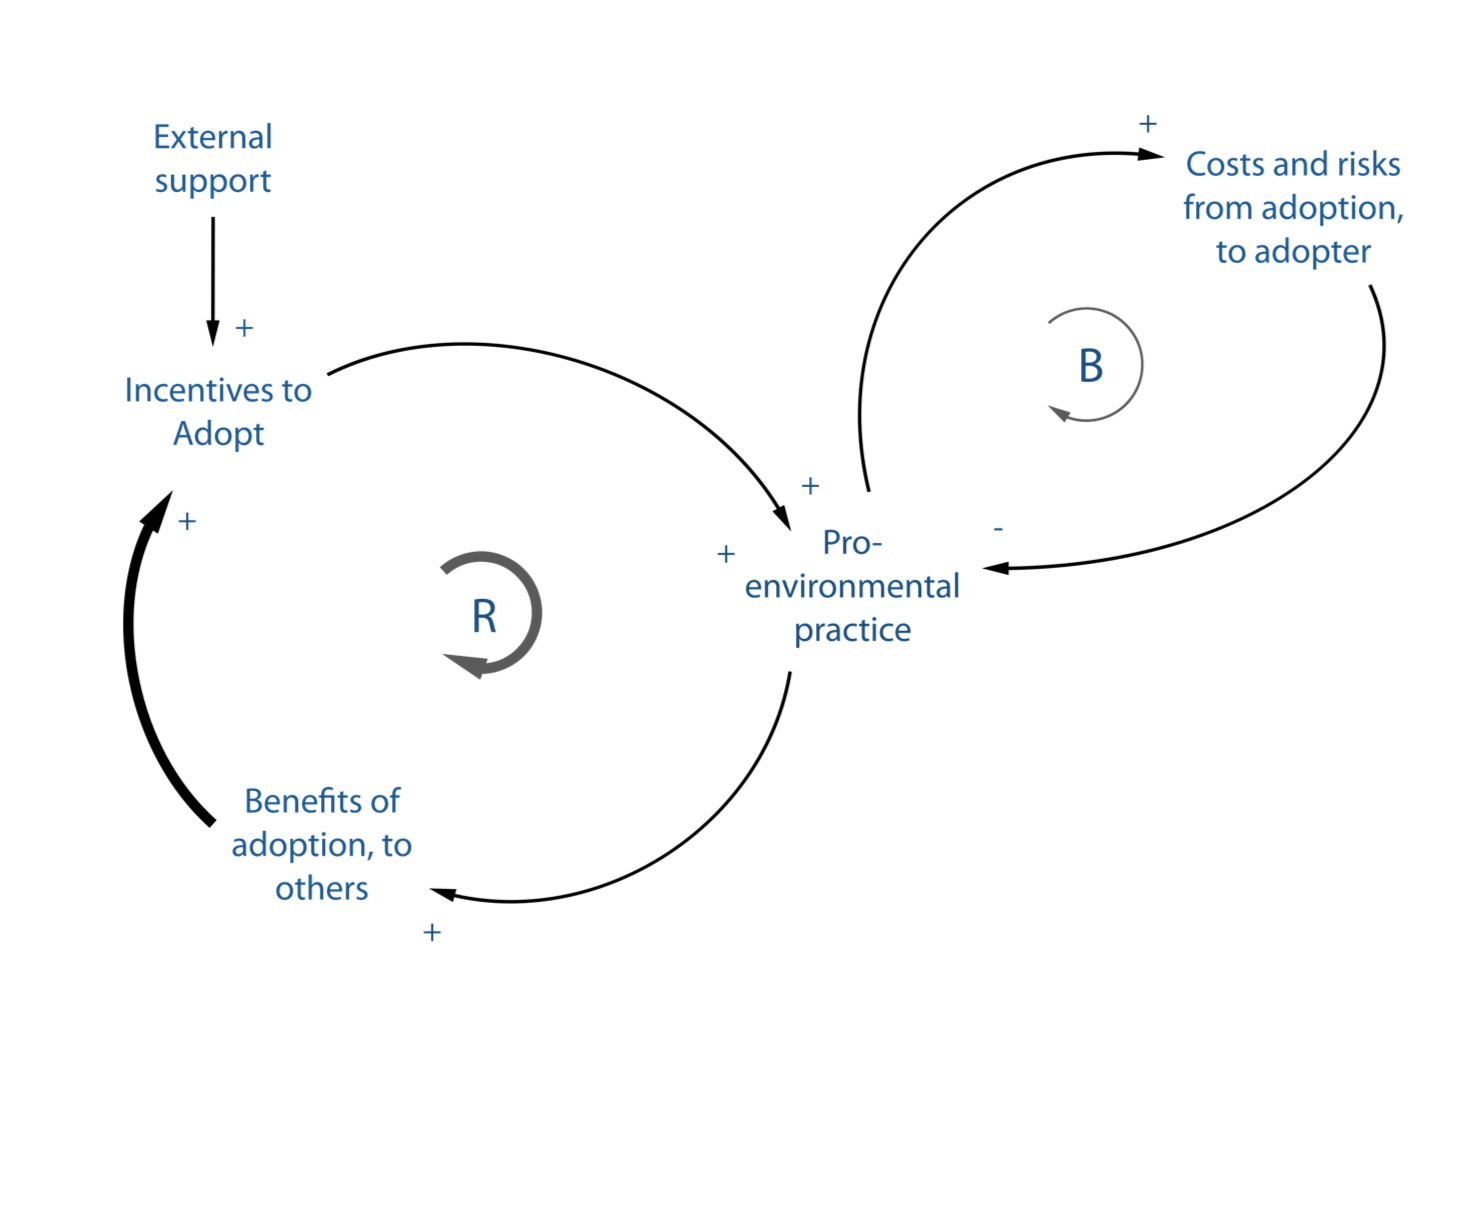 External
support
+
Incentives to
Adopt
+
+
Costs and risks
from adoption,
to adopter
B
+
+
-
Pro-
environmental
practice
R
Benefits of
adoption, to
others
+